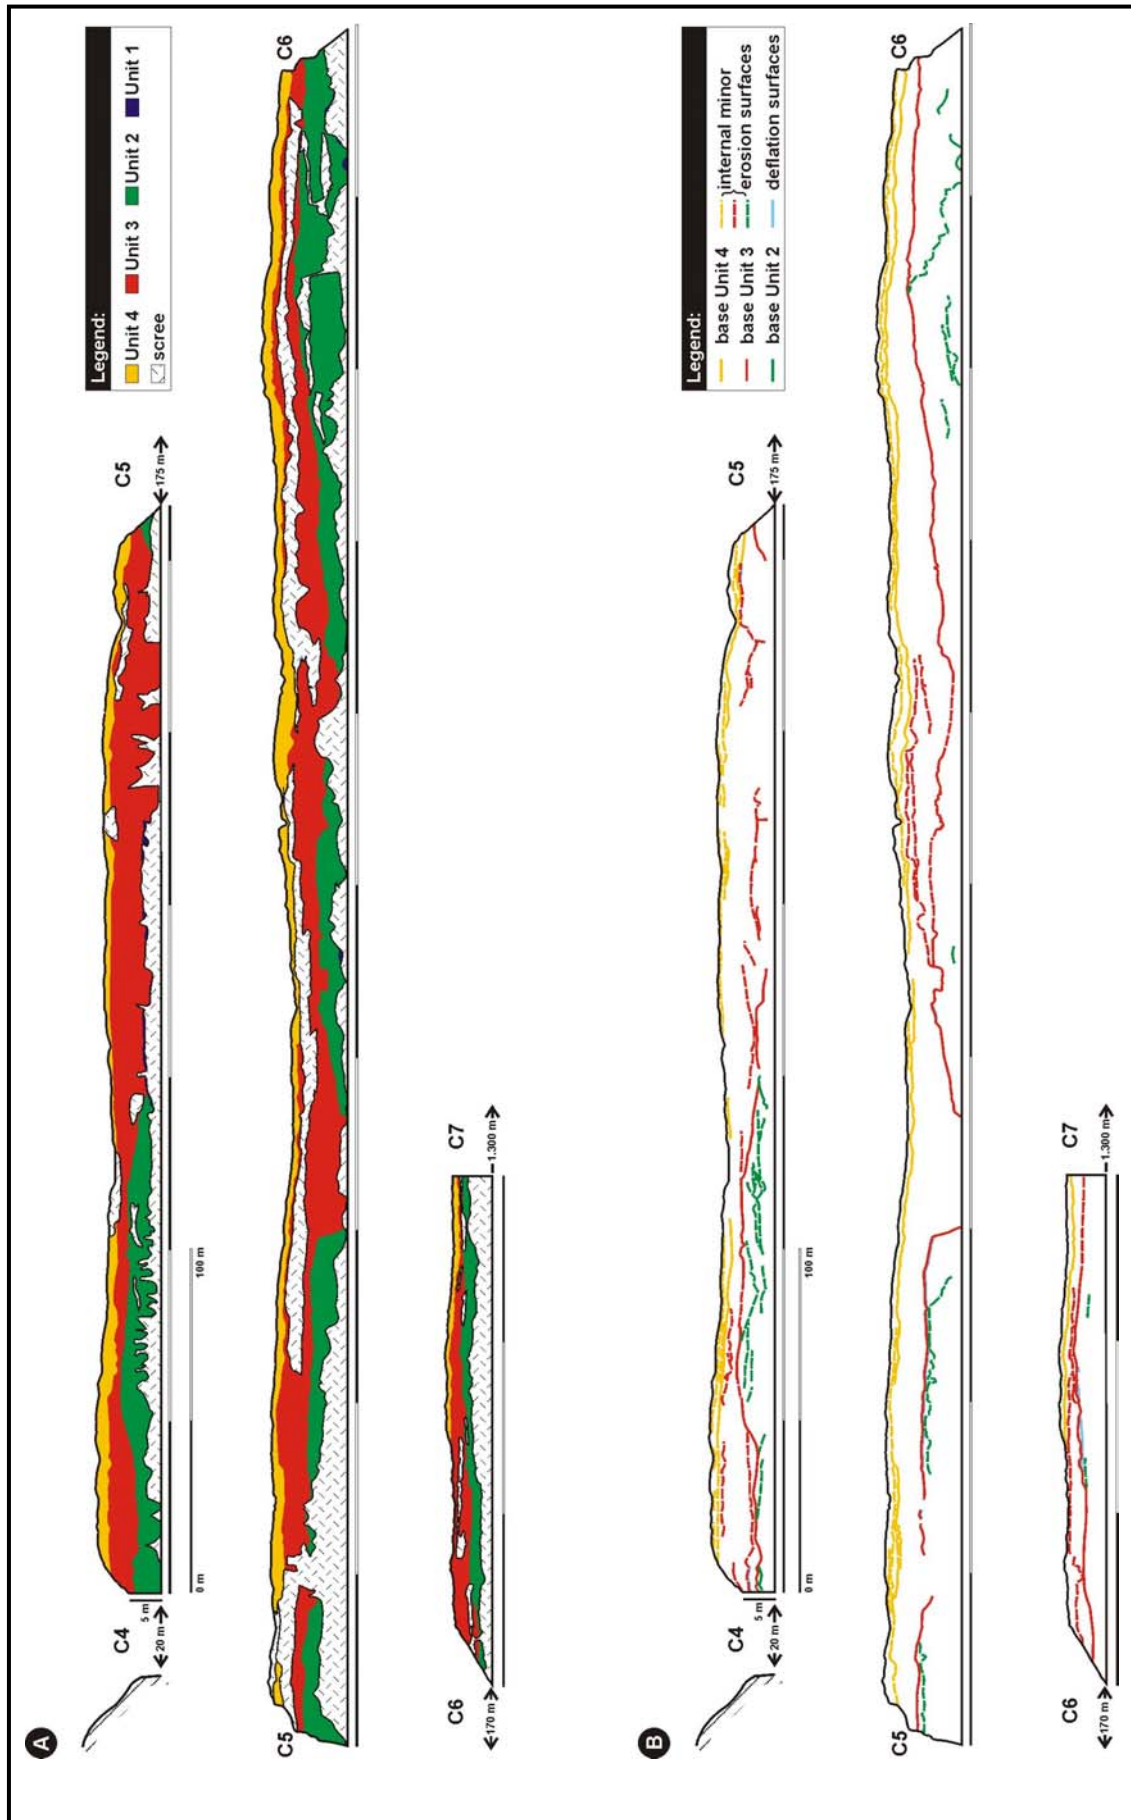 A
Legend:
Unit 4 Unit 3 Unit 2 Unit 1
scree
C4 C5
5 m
20 m 175 m
0 m 100 m
C5 C6
C6 C7
170 m 1.300 m
B
Legend:
base Unit 4 internal minor
base Unit 3 erosion surfaces
base Unit 2 deflation surfaces
C4 C5
5 m
20 m 175 m
0 m 100 m
C5 C6
C6 C7
170 m 1.300 m